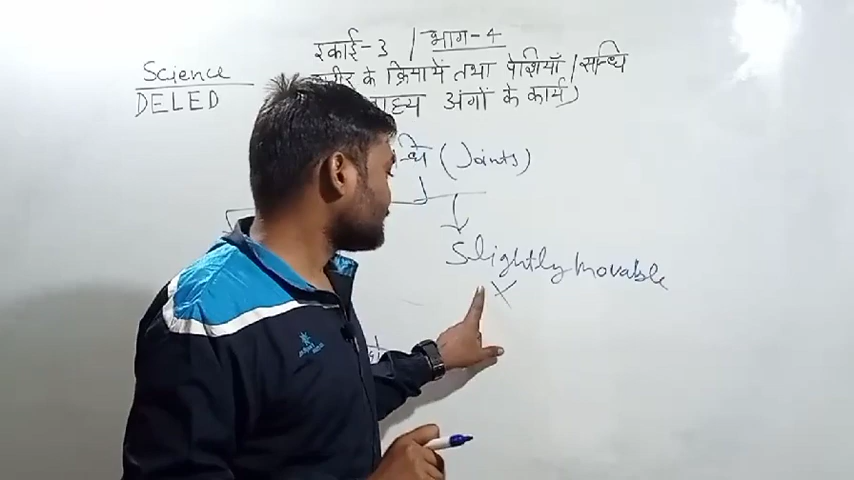 इकाई-3 / भाग-4
Science
के क्रियायें तथा पेशियाँ / सन्धि
DELED
अंगों के कार्य)
(Joints)
Slightly movable